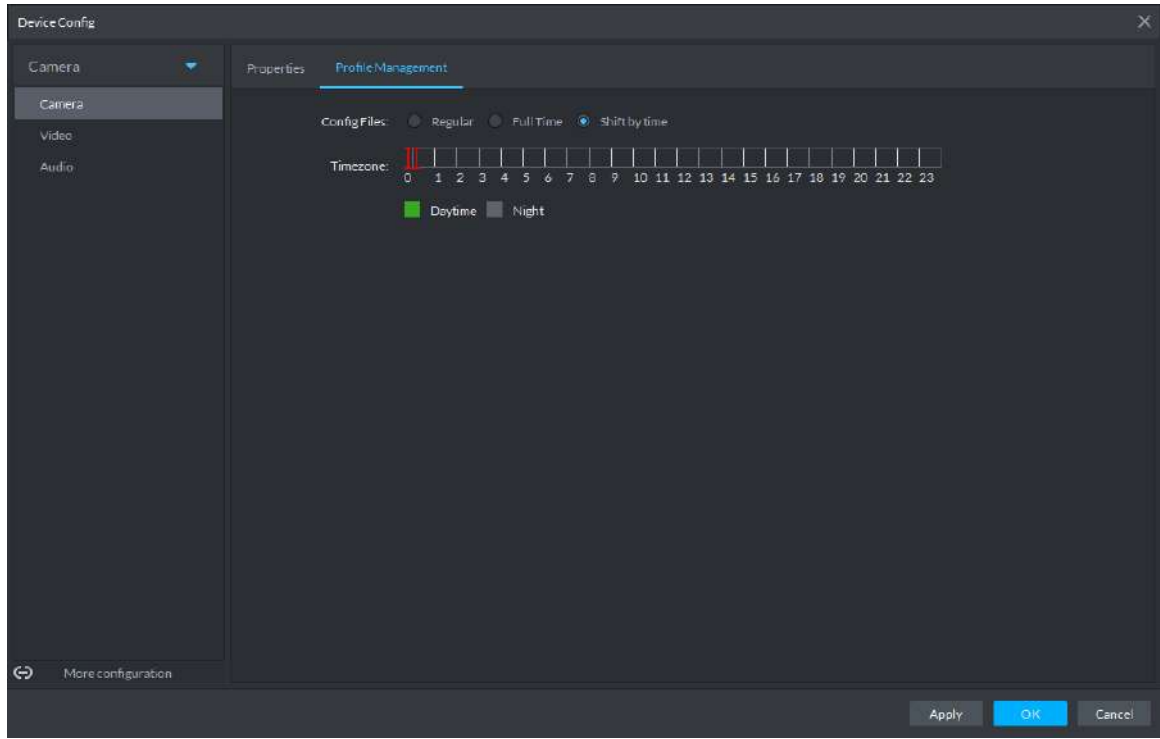 Device Config
Camera
Properties Profile Management
Camera
Config Files: Regular Full Time Shift by time
Video
Audio
Timezone:
0 1 2 3 4 5 6 7 8 9 10 11 12 13 14 15 16 17 18 19 20 21 22 23
Daytime Night
More configuration
Apply OK Cancel